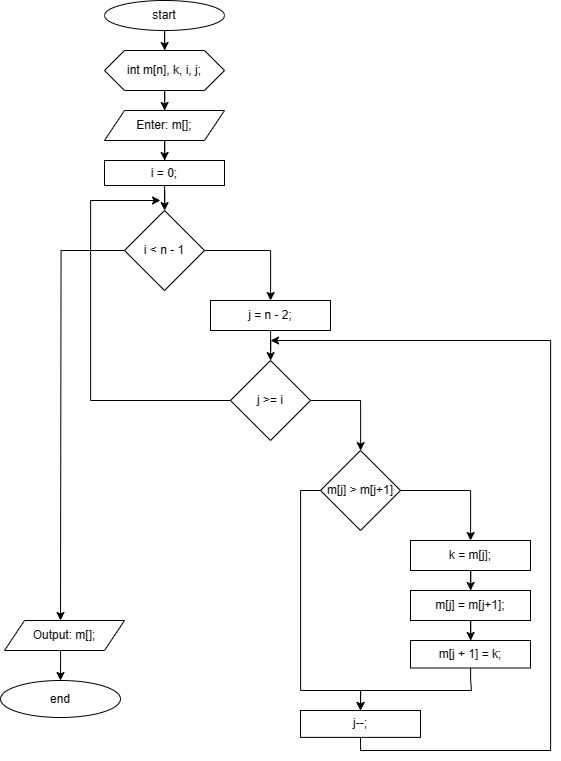 start
int m[n], k, i, j;
Enter: m[];
i = 0;
i < n - 1
j = n - 2;
j >= i
m[j] > m[j+1]
k = m[j];
m[j] = m[j+1];
Output: m[];
m[j + 1] = k;
end
j--;